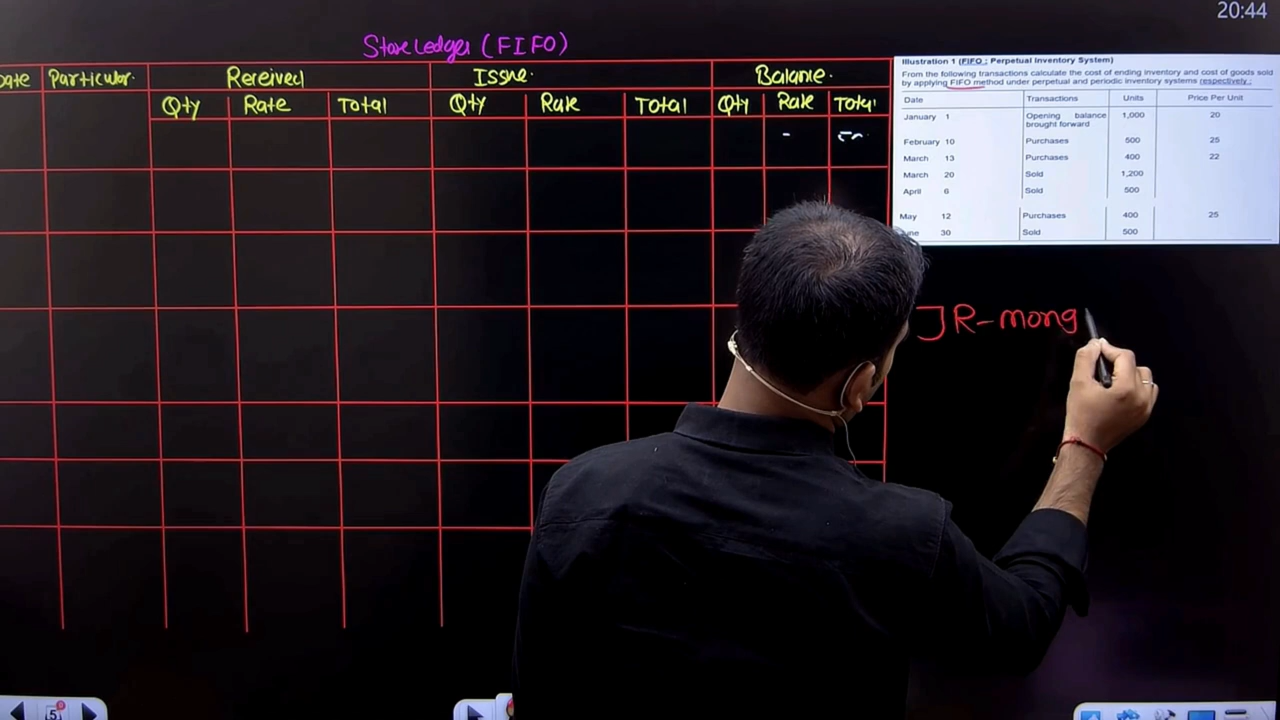 20:44
Store Ledger (FIFO)
Date Particular. Received Issue. Balance.
Qty Rate Total Qty Rate Total Qty Rate Total
Illustration 1 (FIFO : Perpetual Inventory System)
From the following transactions calculate the cost of ending inventory and cost of goods sold
by applying FIFO method under perpetual and periodic inventory systems respectively :
Date Transactions Units Price Per Unit
January 1 Opening balance 1,000 20
brought forward
February 10 Purchases 500 25
March 13 Purchases 400 22
March 20 Sold 1,200
April 6 Sold 500
May 12 Purchases 400 25
June 30 Sold 500
JR-mong
5